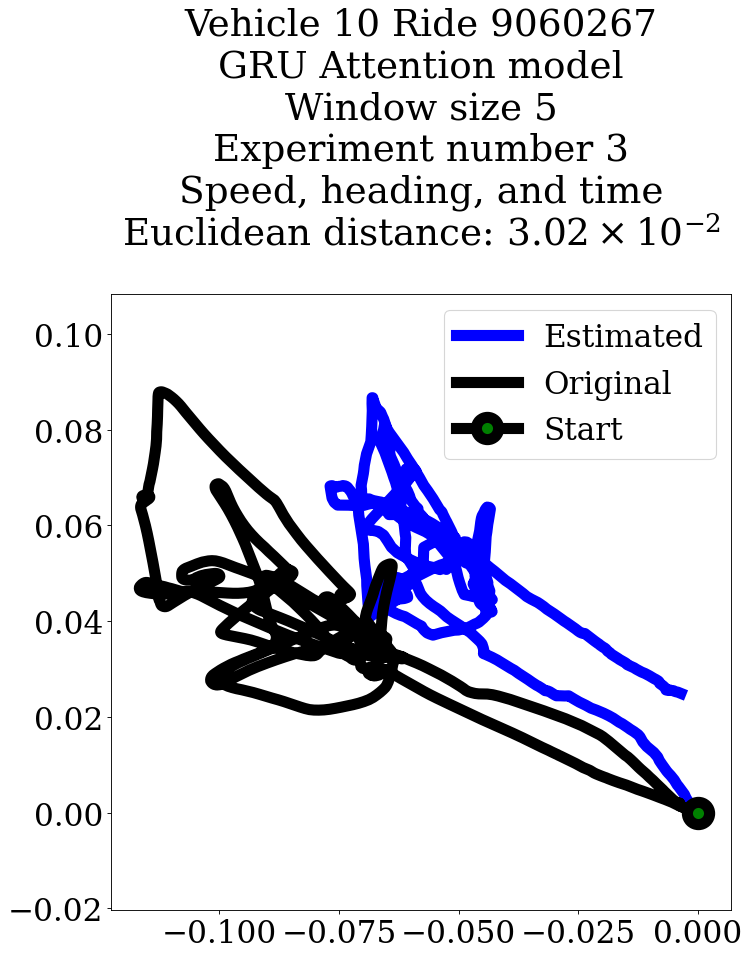 Vehicle 10 Ride 9060267
GRU Attention model
Window size 5
Experiment number 3
Speed, heading, and time
Euclidean distance: 3.02 × 10⁻²
Estimated
Original
Start
0.10
0.08
0.06
0.04
0.02
0.00
−0.02
−0.100 −0.075 −0.050 −0.025 0.000